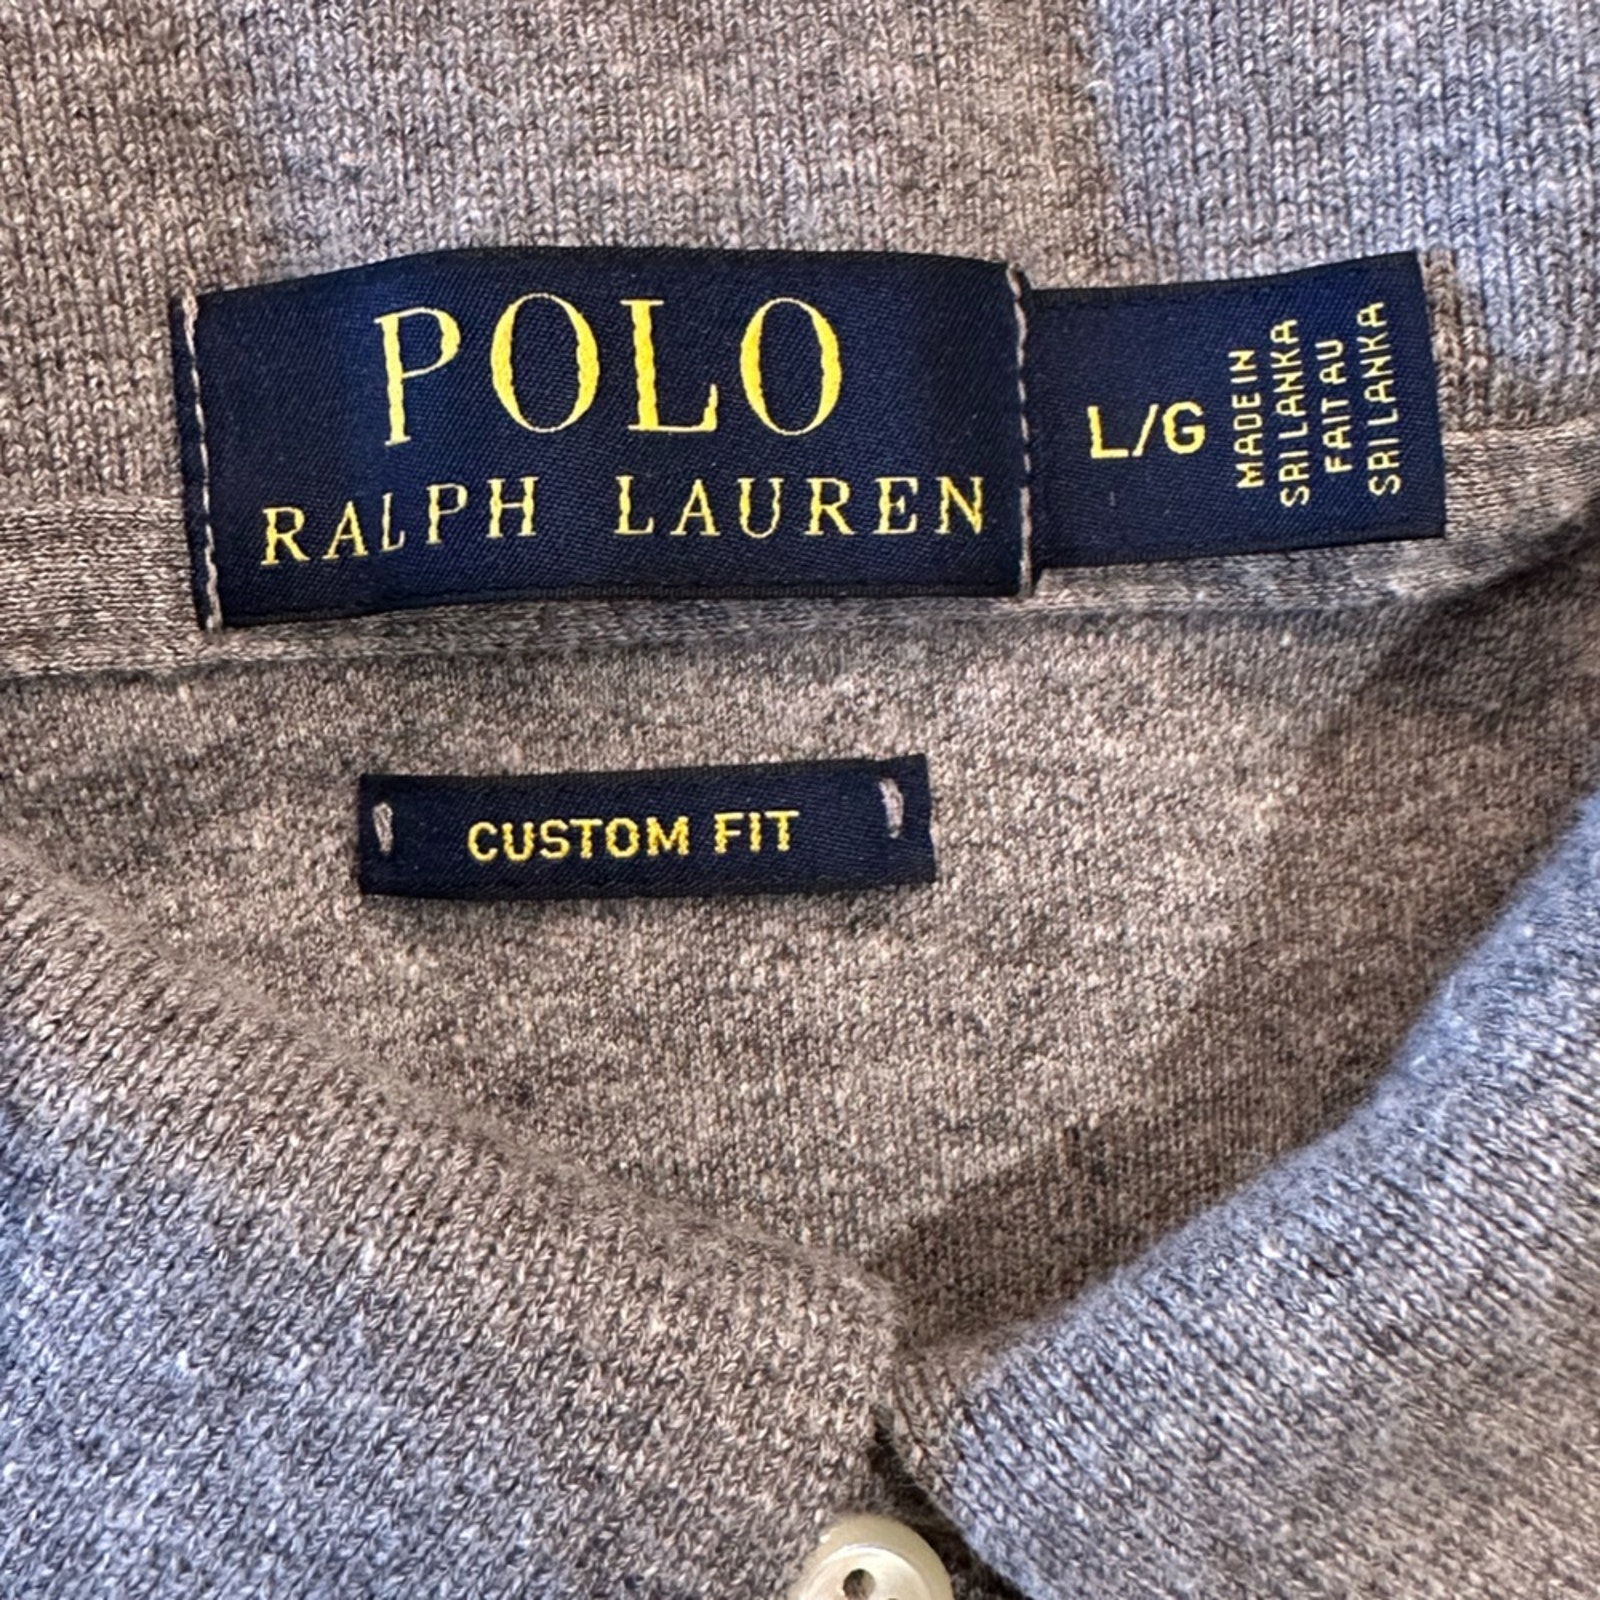 POLO
RALPH LAUREN
L/G
MADE IN
SRI LANKA
FAIT AU
SRI LANKA
CUSTOM FIT